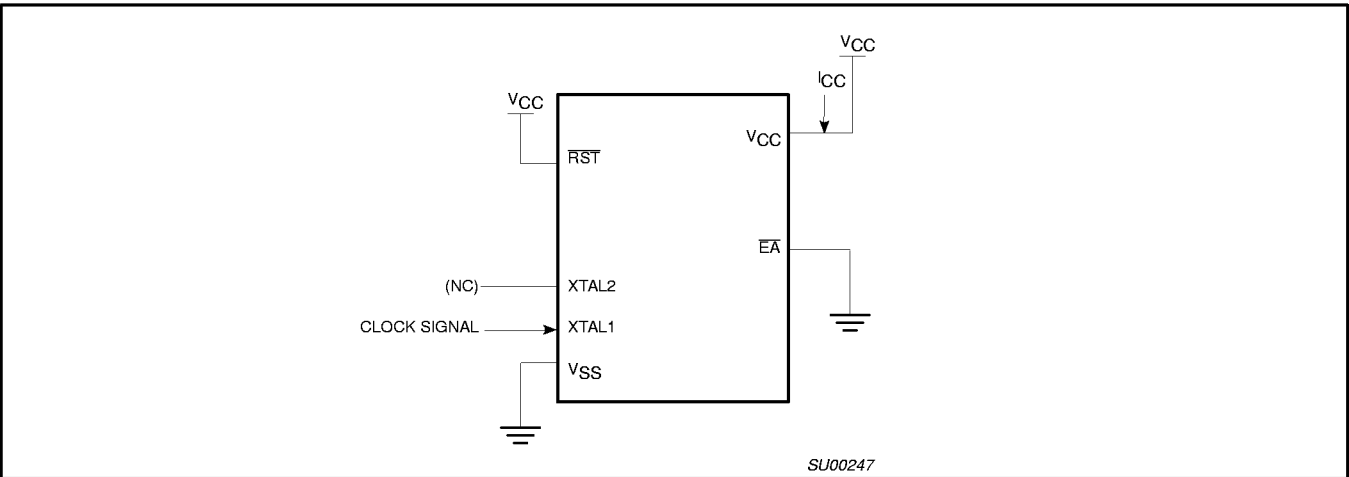 VCC
ICC
VCC
VCC
RST
EA
(NC)
XTAL2
CLOCK SIGNAL
XTAL1
VSS
SU00247